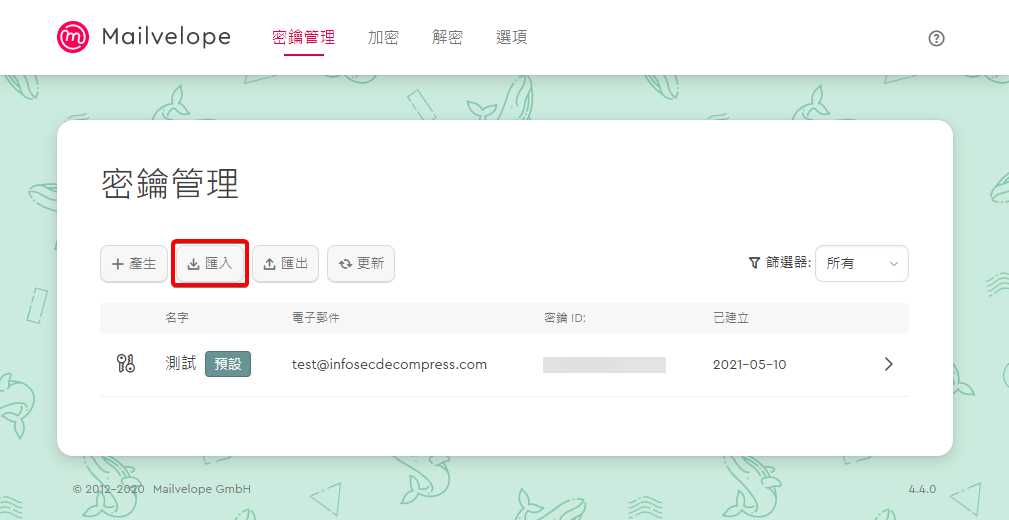 Mailvelope 密鑰管理 加密 解密 選項
密鑰管理
產生 匯入 匯出 更新 篩選器: 所有
名字 電子郵件 密鑰 ID: 已建立
測試 預設 test@infosecdecompress.com 2021-05-10
© 2012-2020 Mailvelope GmbH 4.4.0